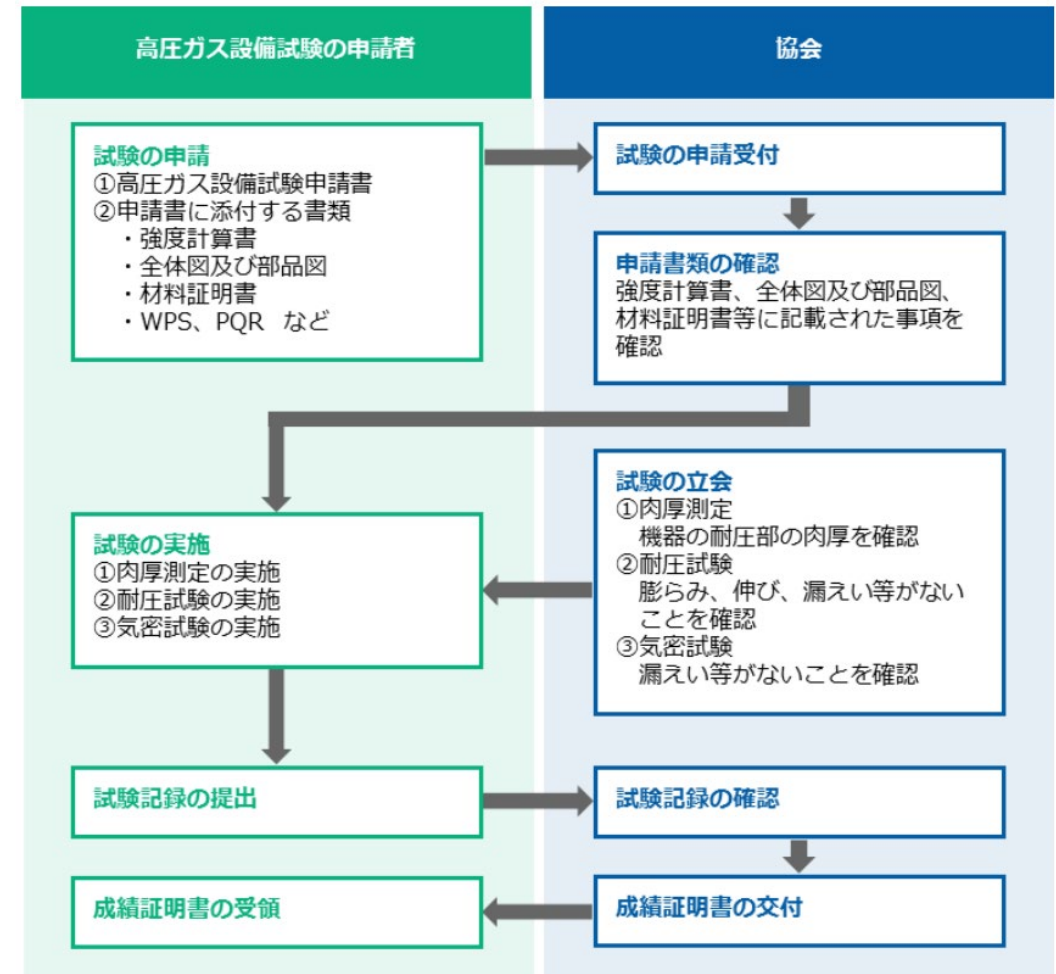 高圧ガス設備試験の申請者
協会
試験の申請
①高圧ガス設備試験申請書
②申請書に添付する書類
・強度計算書
・全体図及び部品図
・材料証明書
・WPS、PQR など
試験の申請受付
申請書類の確認
強度計算書、全体図及び部品図、
材料証明書等に記載された事項を
確認
試験の立会
①肉厚測定
機器の耐圧部の肉厚を確認
②耐圧試験
膨らみ、伸び、漏えい等がない
ことを確認
③気密試験
漏えい等がないことを確認
試験の実施
①肉厚測定の実施
②耐圧試験の実施
③気密試験の実施
試験記録の提出
試験記録の確認
成績証明書の交付
成績証明書の受領